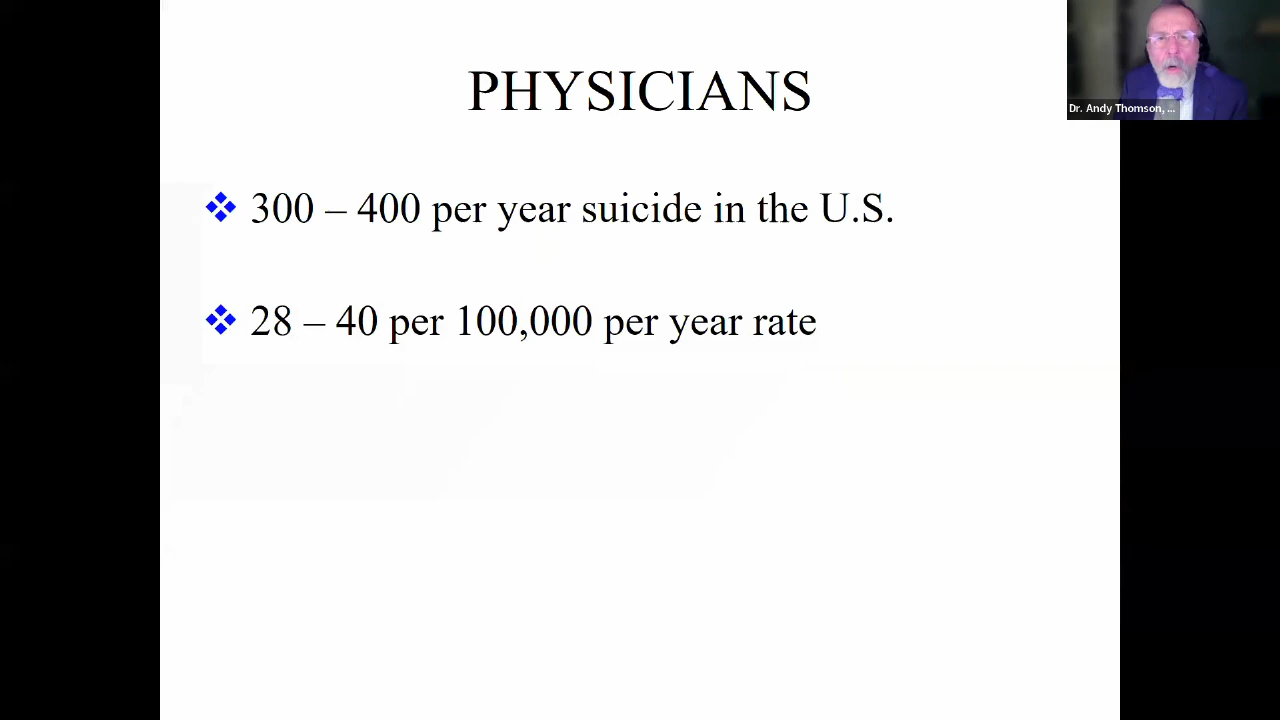 PHYSICIANS
Dr. Andy Thomson, ...
❖ 300 – 400 per year suicide in the U.S.
❖ 28 – 40 per 100,000 per year rate